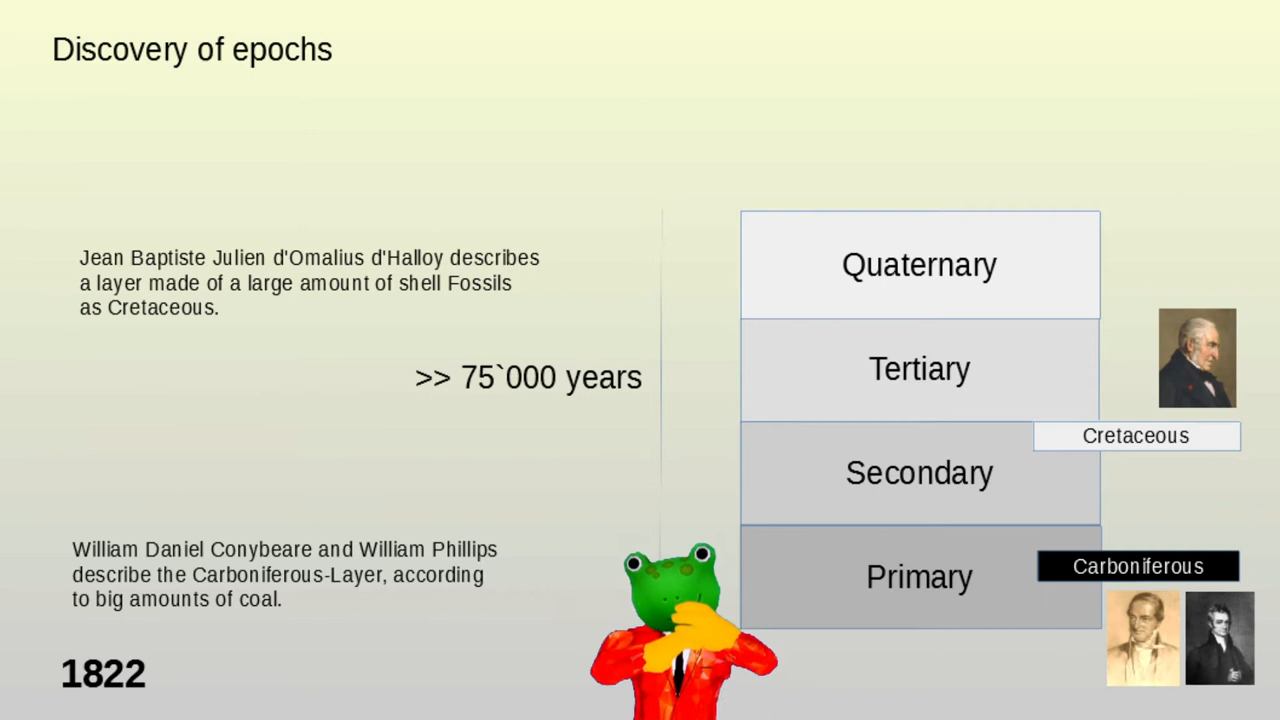 Discovery of epochs
Jean Baptiste Julien d'Omalius d'Halloy describes
a layer made of a large amount of shell Fossils
as Cretaceous.
>> 75`000 years
William Daniel Conybeare and William Phillips
describe the Carboniferous-Layer, according
to big amounts of coal.
1822
Quaternary
Tertiary
Cretaceous
Secondary
Carboniferous
Primary